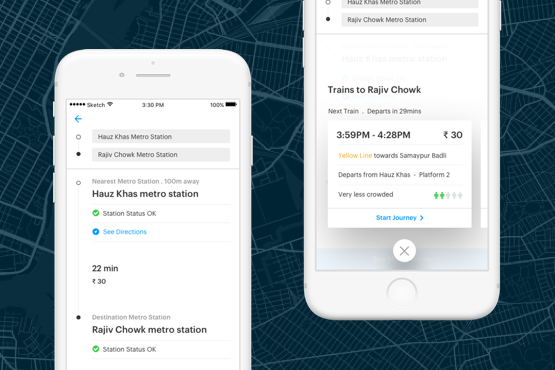 Sketch
3:30 PM
100%
Hauz Khas Metro Station
Rajiv Chowk Metro Station
Nearest Metro Station . 100m away
Hauz Khas metro station
Station Status OK
See Directions
22 min
₹ 30
Destination Metro Station
Rajiv Chowk metro station
Station Status OK
Hauz Khas Metro Station
Rajiv Chowk Metro Station
Hauz Khas metro station
Trains to Rajiv Chowk
Next Train . Departs in 29mins
3:59PM - 4:28PM ₹ 30
Yellow Line towards Samaypur Badli
Departs from Hauz Khas • Platform 2
Very less crowded
Start Journey